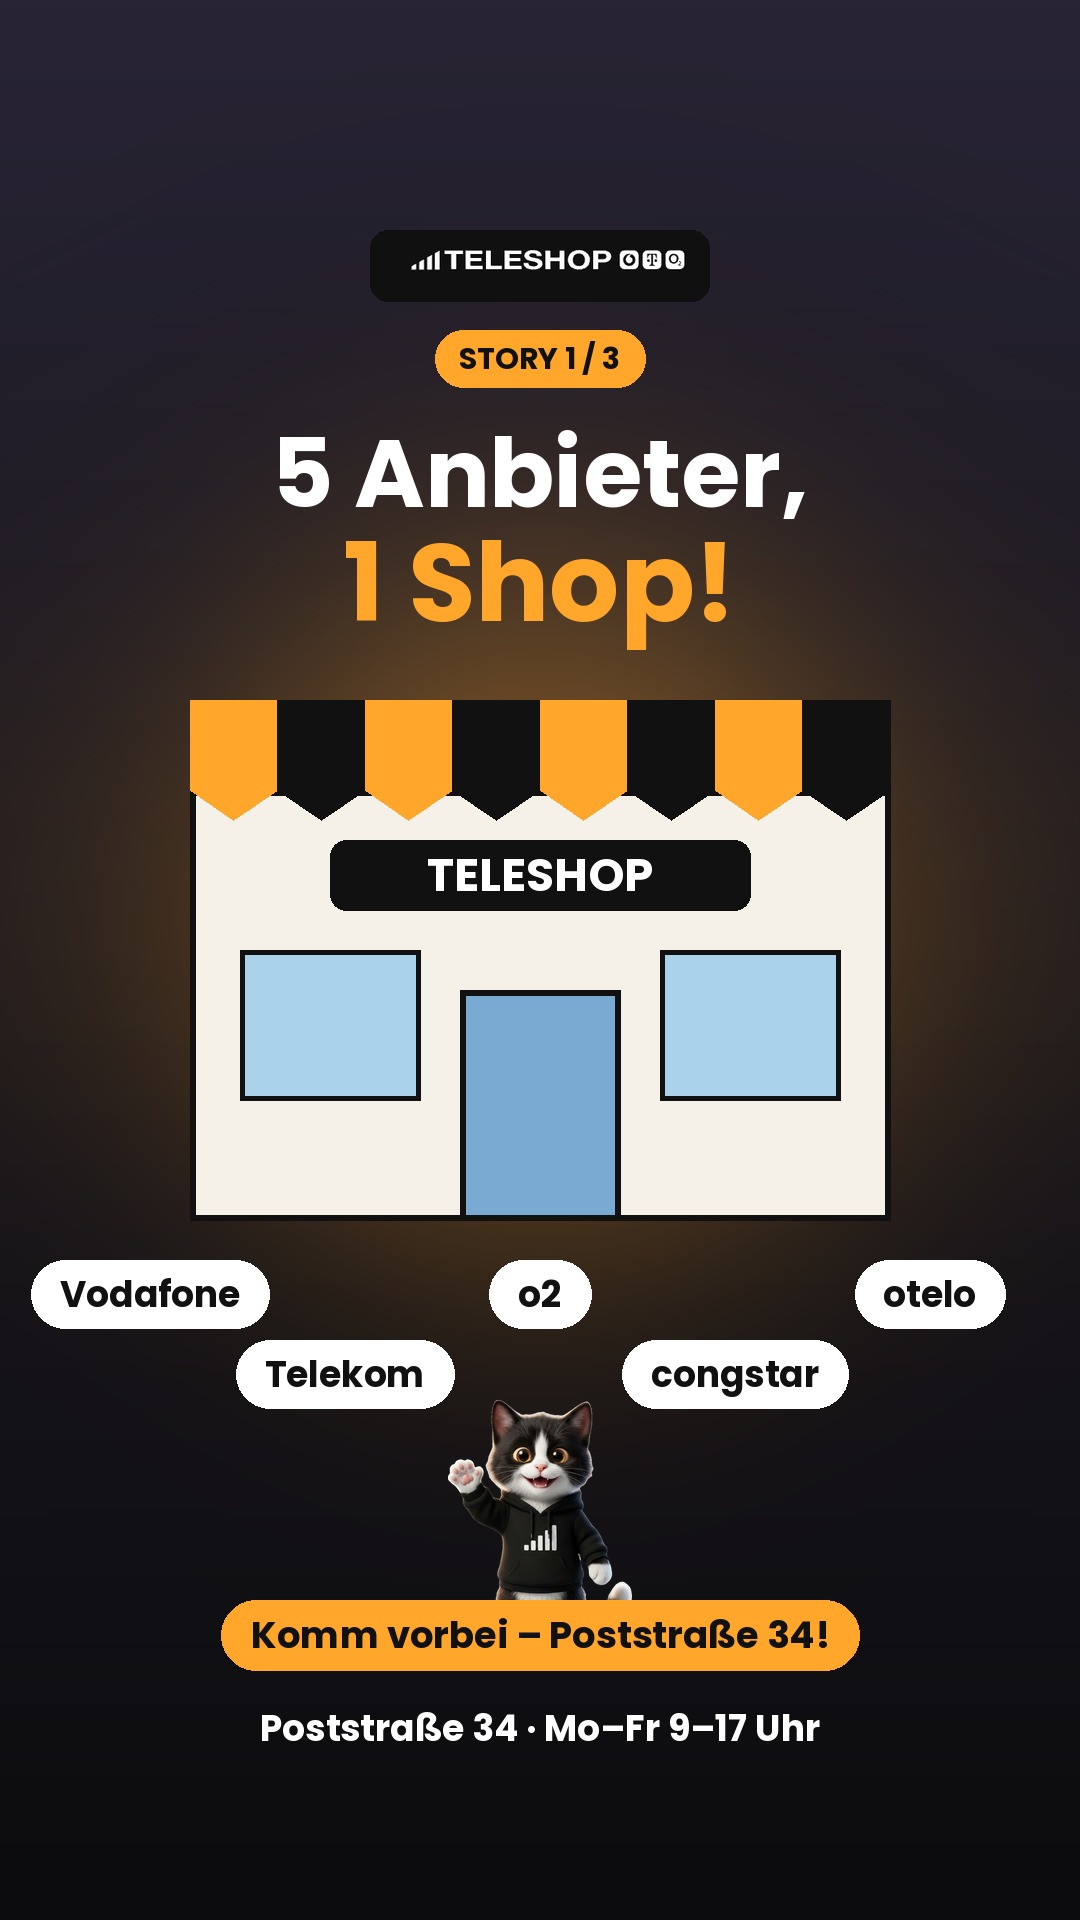 TELESHOP
STORY 1 / 3
5 Anbieter,
1 Shop!
TELESHOP
Vodafone
o2
otelo
Telekom
congstar
Komm vorbei – Poststraße 34!
Poststraße 34 · Mo–Fr 9–17 Uhr